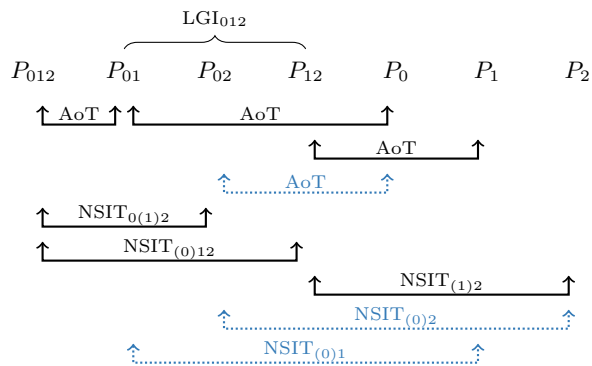 LGI₀₁₂
P₀₁₂ P₀₁ P₀₂ P₁₂ P₀ P₁ P₂
AoT AoT
AoT
AoT
NSIT₀₍₁₎₂
NSIT₍₀₎₁₂
NSIT₍₁₎₂
NSIT₍₀₎₂
NSIT₍₀₎₁